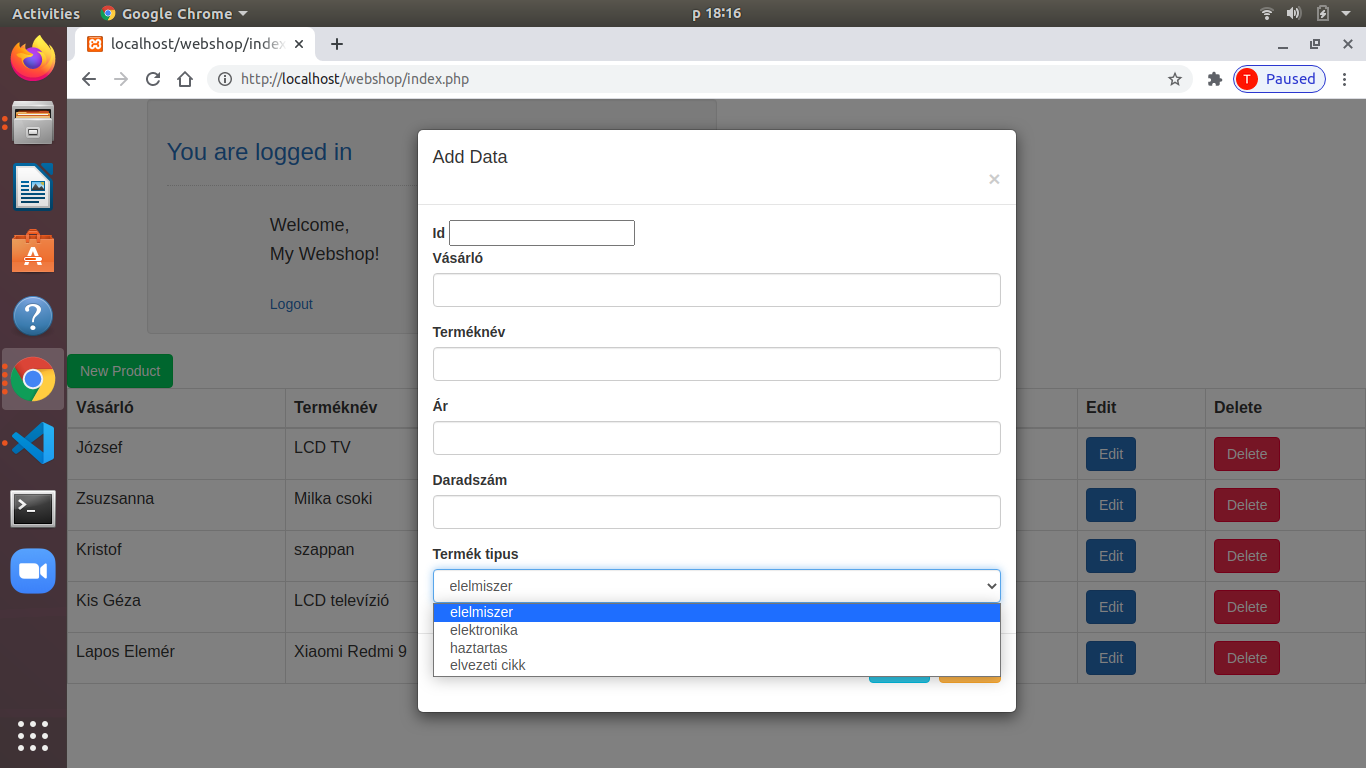 Activities
Google Chrome
p 18:16
localhost/webshop/index
http://localhost/webshop/index.php
T
Paused
You are logged in
Welcome,
My Webshop!
Logout
New Product
Vásárló Terméknév Edit Delete
József LCD TV Edit Delete
Zsuzsanna Milka csoki Edit Delete
Kristof szappan Edit Delete
Kis Géza LCD televízió Edit Delete
Lapos Elemér Xiaomi Redmi 9 Edit Delete
Add Data
×
Id
Vásárló
Terméknév
Ár
Daradszám
Termék tipus
elelmiszer
elelmiszer
elektronika
haztartas
elvezeti cikk